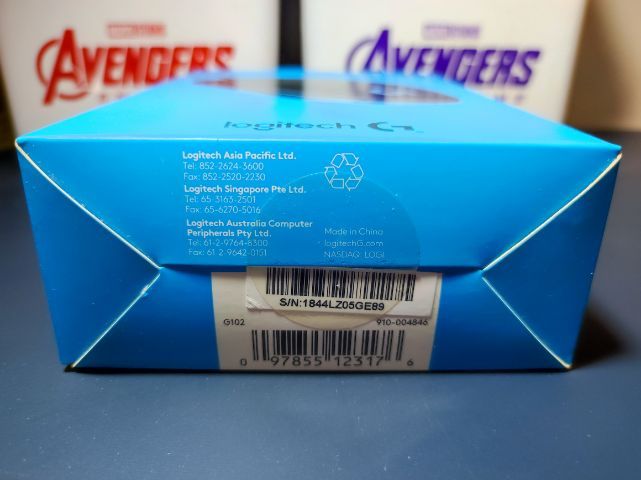 AVENGERS
AVENGERS
logitech G
Logitech Asia Pacific Ltd.
Tel: 852-2624-3600
Fax: 852-2520-2230
Logitech Singapore Pte Ltd.
Tel: 65-3163-2501
Fax: 65-6270-5016
Logitech Australia Computer
Peripherals Pty Ltd.
Tel: 61-2-9764-8300
Fax: 61 2 9642-0151
Made in China
logitechG.com
NASDAQ: LOGI
S/N:1844LZ05GE89
G102
910-004846
0 97855 12317 6